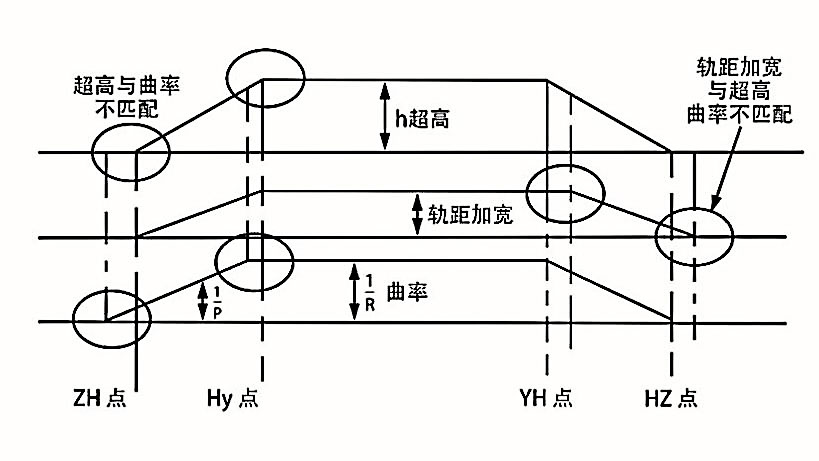 超高与曲率
不匹配
轨距加宽
与超高
曲率不匹配
h超高
轨距加宽
1
P
1
R
曲率
ZH 点
Hy 点
YH 点
HZ 点